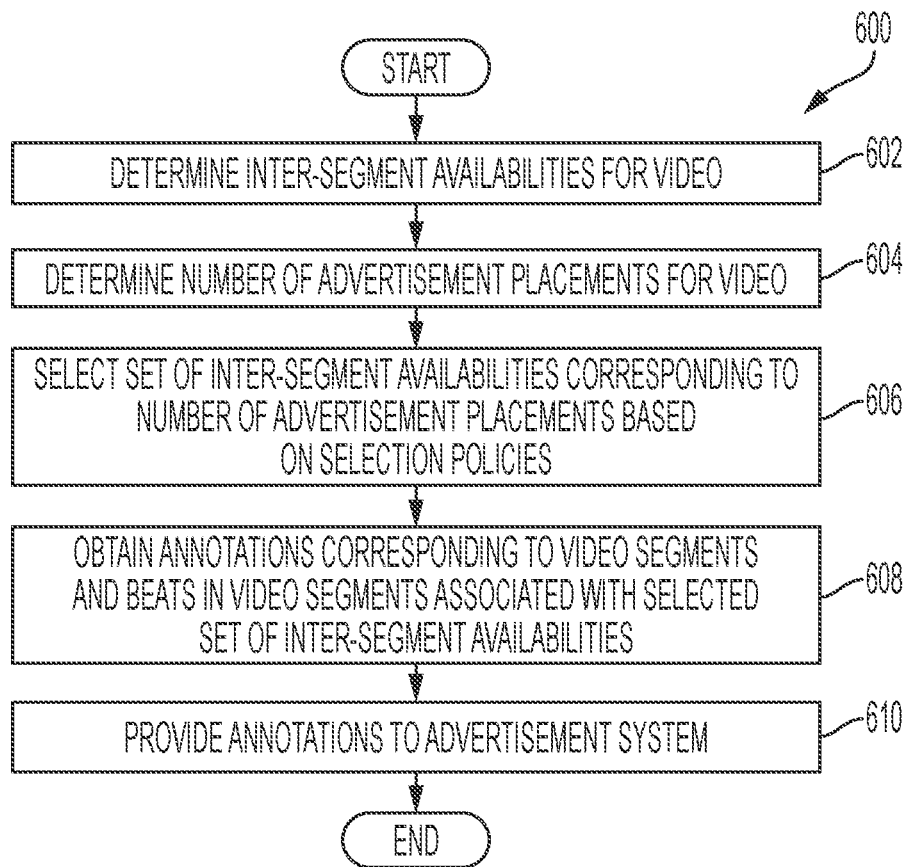 600
START
DETERMINE INTER-SEGMENT AVAILABILITIES FOR VIDEO
602
DETERMINE NUMBER OF ADVERTISEMENT PLACEMENTS FOR VIDEO
604
SELECT SET OF INTER-SEGMENT AVAILABILITIES CORRESPONDING TO
NUMBER OF ADVERTISEMENT PLACEMENTS BASED
ON SELECTION POLICIES
606
OBTAIN ANNOTATIONS CORRESPONDING TO VIDEO SEGMENTS
AND BEATS IN VIDEO SEGMENTS ASSOCIATED WITH SELECTED
SET OF INTER-SEGMENT AVAILABILITIES
608
PROVIDE ANNOTATIONS TO ADVERTISEMENT SYSTEM
610
END